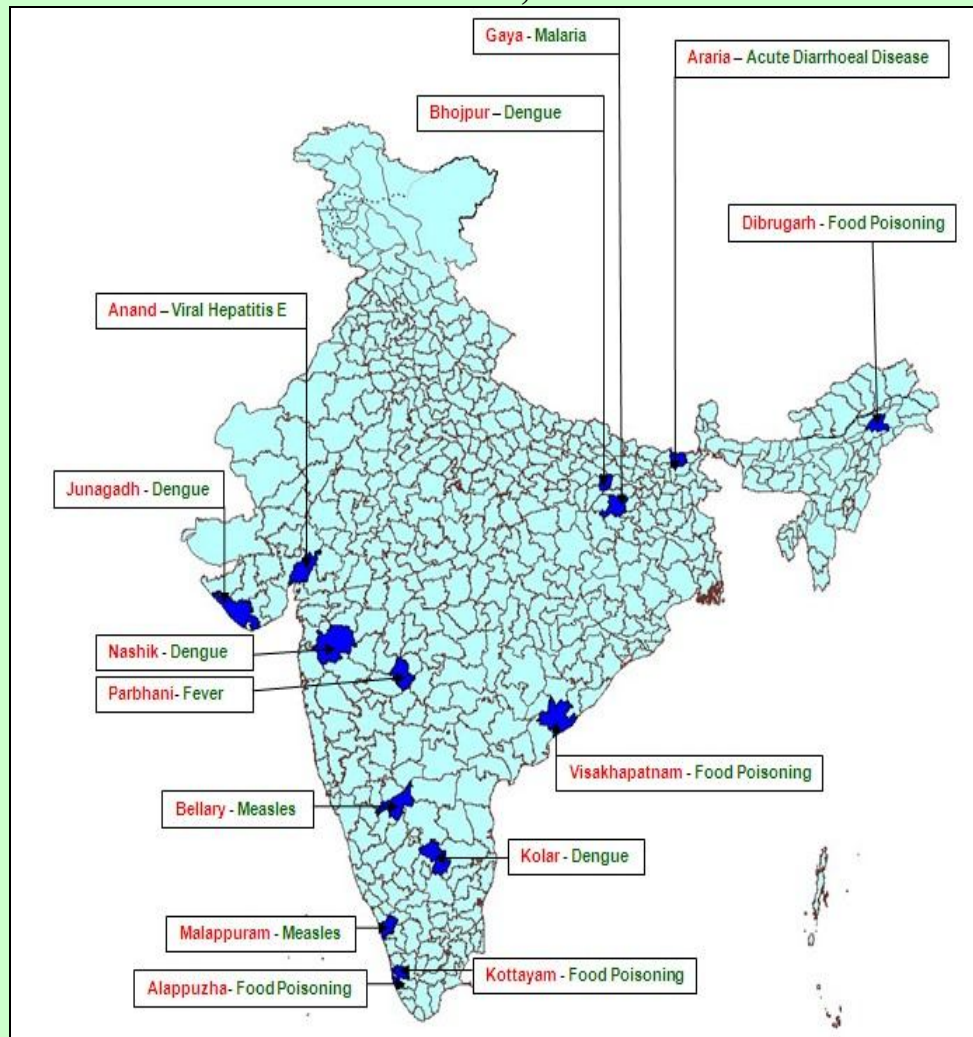 Gaya - Malaria
Araria – Acute Diarrhoeal Disease
Bhojpur – Dengue
Dibrugarh - Food Poisoning
Anand – Viral Hepatitis E
Junagadh - Dengue
Nashik - Dengue
Parbhani- Fever
Visakhapatnam - Food Poisoning
Bellary - Measles
Kolar - Dengue
Malappuram - Measles
Kottayam - Food Poisoning
Alappuzha- Food Poisoning